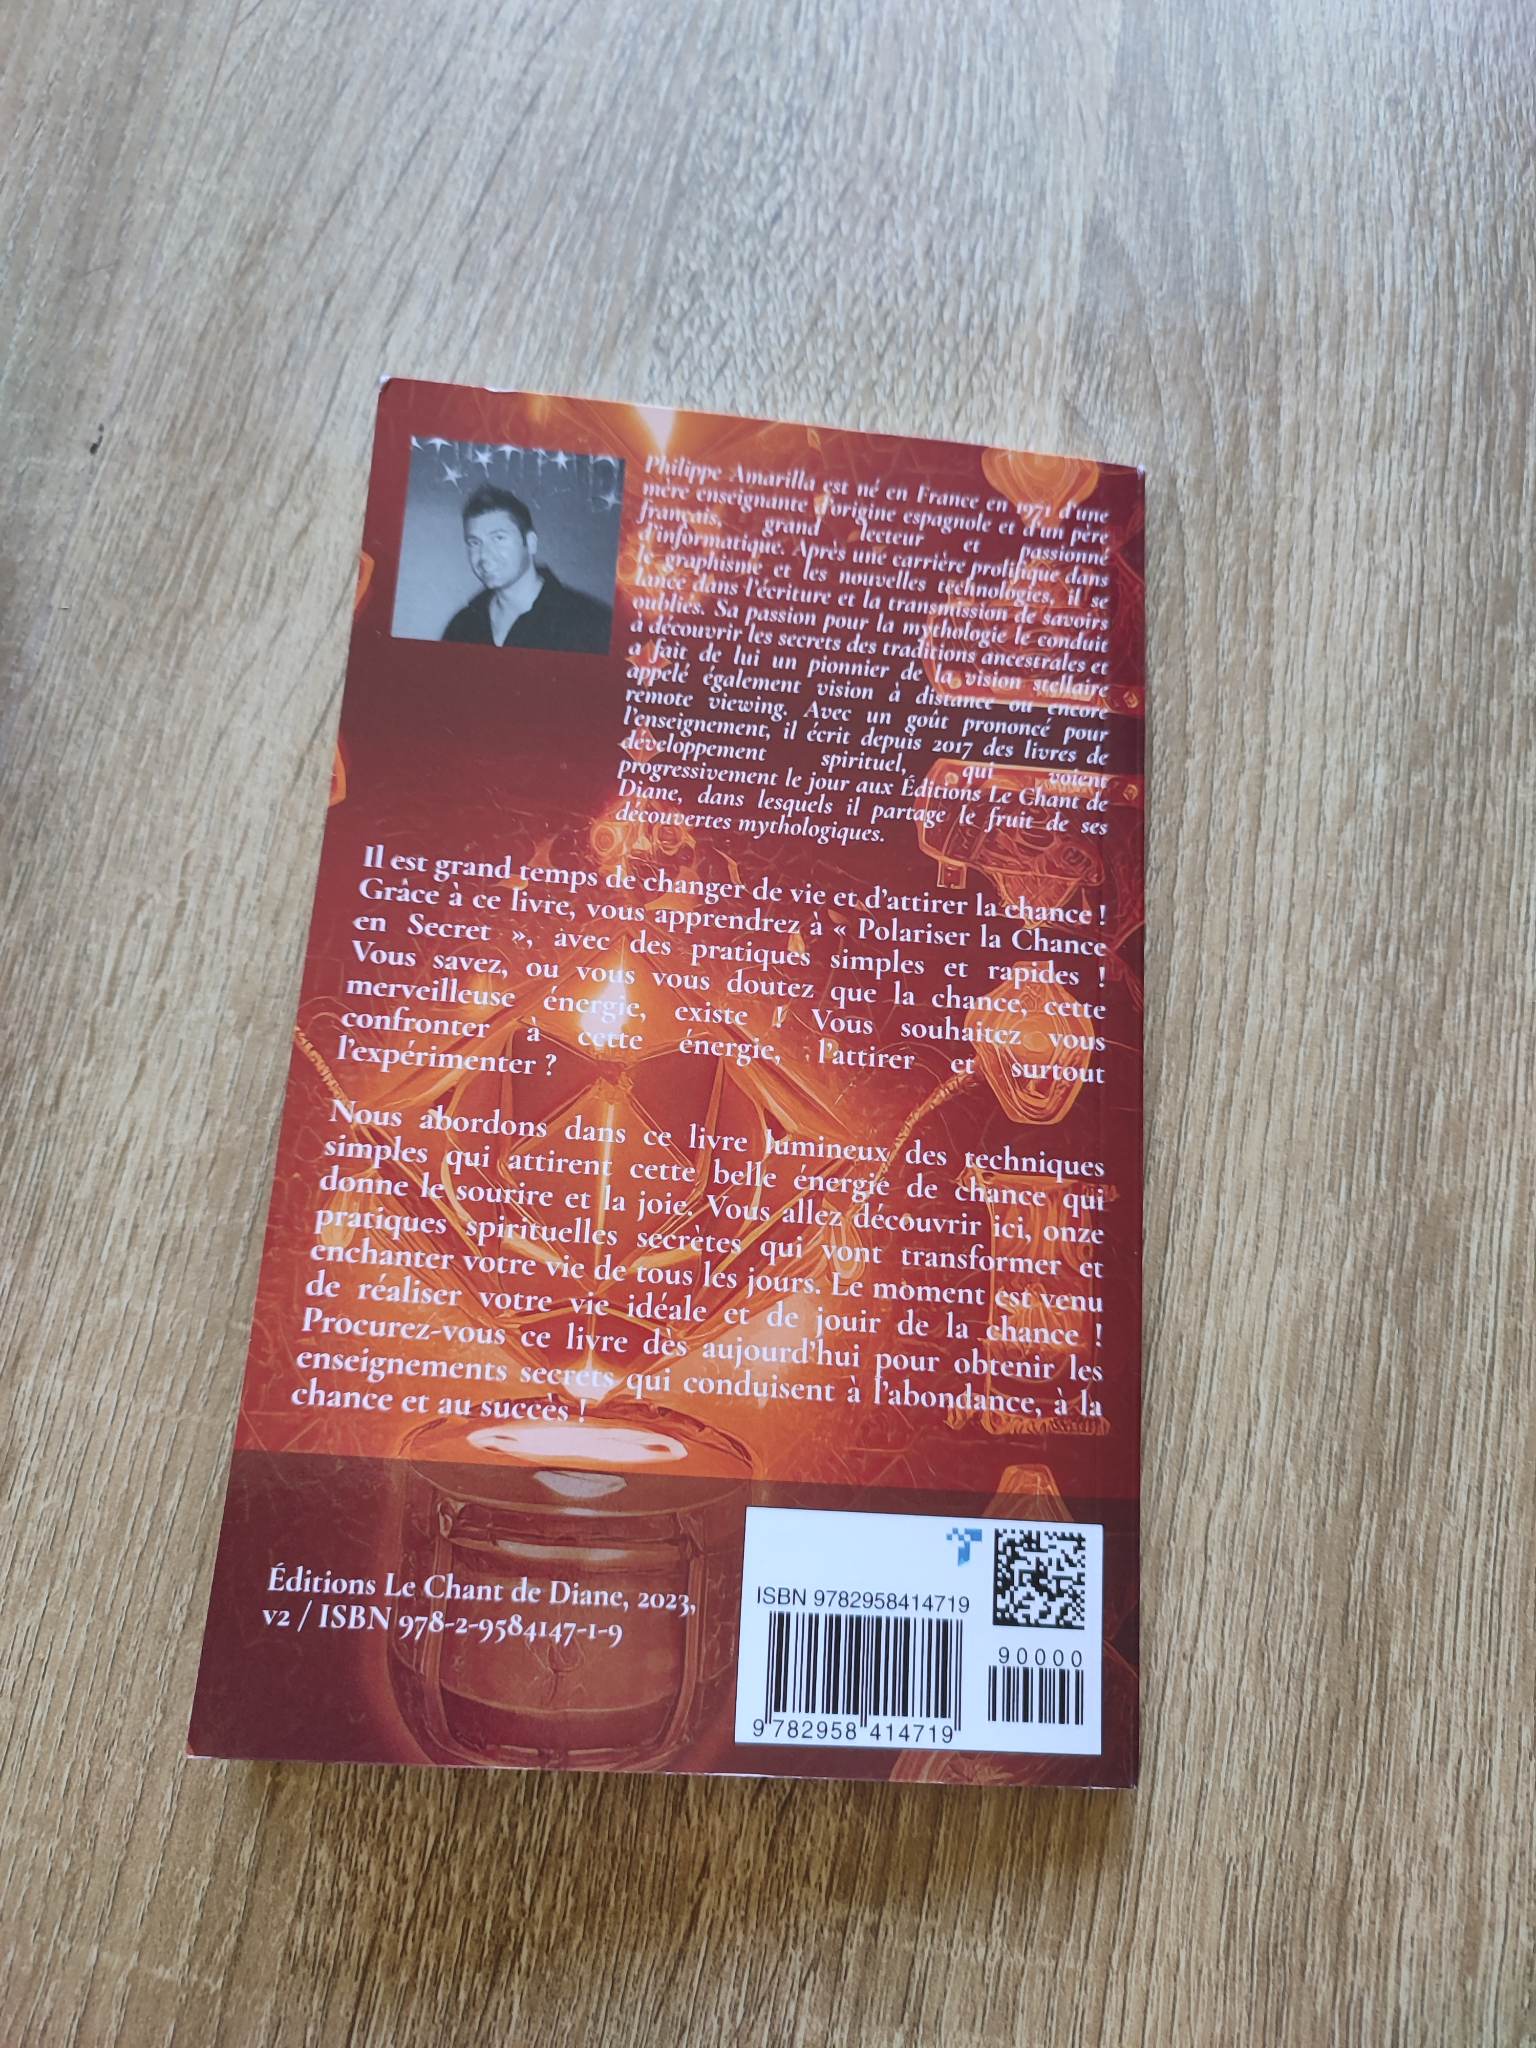 Philippe Amarilla est né en France en 1971 d'une
mère enseignante d'origine espagnole et d'un père
français, grand lecteur et passionné
d'informatique. Après une carrière prolifique dans
le graphisme et les nouvelles technologies, il se
lance dans l'écriture et la transmission de savoirs
oubliés. Sa passion pour la mythologie le conduit
à découvrir les secrets des traditions ancestrales et
a fait de lui un pionnier de la vision stellaire
appelé également vision à distance ou encore
remote viewing. Avec un goût prononcé pour
l'enseignement, il écrit depuis 2017 des livres de
développement spirituel, qui voient
progressivement le jour aux Éditions Le Chant de
Diane, dans lesquels il partage le fruit de ses
découvertes mythologiques.
Il est grand temps de changer de vie et d'attirer la chance !
Grâce à ce livre, vous apprendrez à « Polariser la Chance
en Secret », avec des pratiques simples et rapides !
Vous savez, ou vous vous doutez que la chance, cette
merveilleuse énergie, existe ! Vous souhaitez vous
confronter à cette énergie, l'attirer et surtout
l'expérimenter ?
Nous abordons dans ce livre lumineux des techniques
simples qui attirent cette belle énergie de chance qui
donne le sourire et la joie. Vous allez découvrir ici, onze
pratiques spirituelles secrètes qui vont transformer et
enchanter votre vie de tous les jours. Le moment est venu
de réaliser votre vie idéale et de jouir de la chance !
Procurez-vous ce livre dès aujourd'hui pour obtenir les
enseignements secrets qui conduisent à l'abondance, à la
chance et au succès !
Éditions Le Chant de Diane, 2023,
v2 / ISBN 978-2-9584147-1-9
ISBN 9782958414719
90000
9 782958 414719